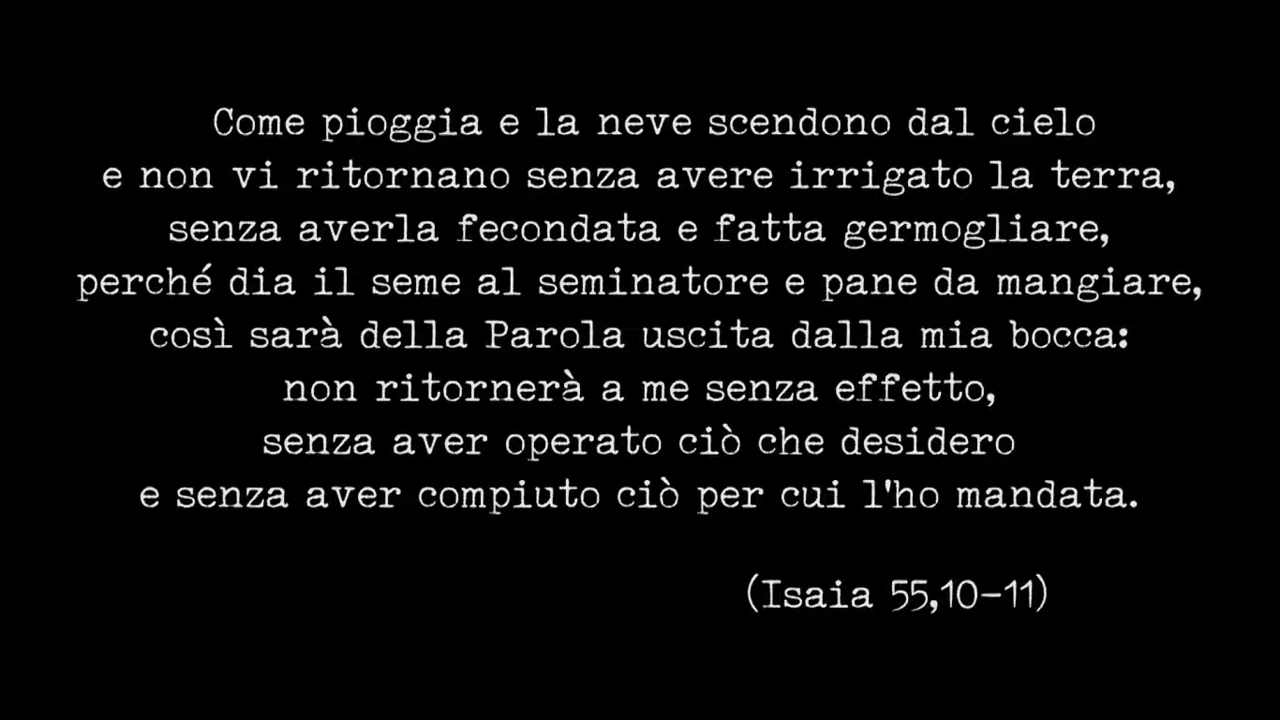 Come pioggia e la neve scendono dal cielo
e non vi ritornano senza avere irrigato la terra,
senza averla fecondata e fatta germogliare,
perché dia il seme al seminatore e pane da mangiare,
così sarà della Parola uscita dalla mia bocca:
non ritornerà a me senza effetto,
senza aver operato ciò che desidero
e senza aver compiuto ciò per cui l'ho mandata.
(Isaia 55,10-11)